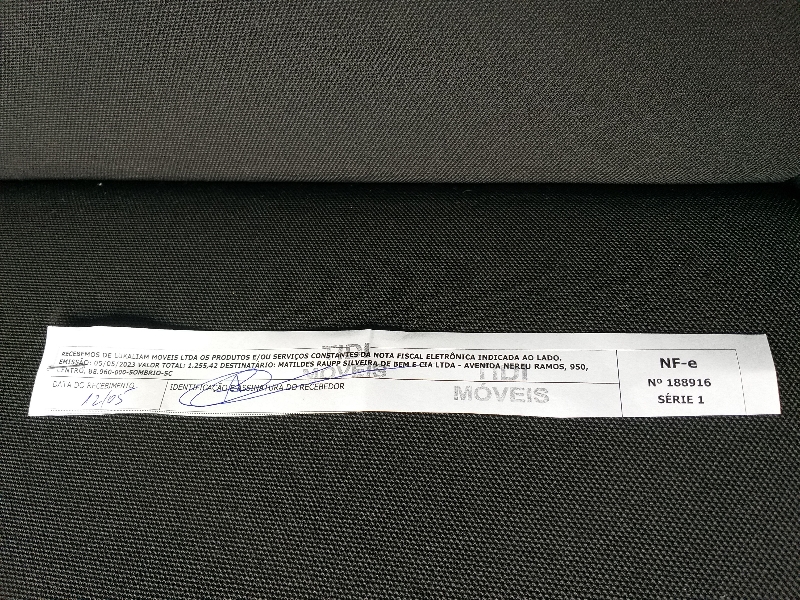 RECEBEMOS DE LUKALIAM MOVEIS LTDA OS PRODUTOS E/OU SERVIÇOS CONSTANTES DA NOTA FISCAL ELETRÔNICA INDICADA AO LADO.
EMISSÃO: 05/05/2023 VALOR TOTAL: 1.255,42 DESTINATÁRIO: MATILDES RAUPP SILVEIRA DE BEM E CIA LTDA - AVENIDA NEREU RAMOS, 950,
CENTRO, 88.960-000-SOMBRIO-SC
DATA DO RECEBIMENTO
12/05
IDENTIFICAÇÃO E ASSINATURA DO RECEBEDOR
MÓVEIS
MÓVEIS
NF-e
Nº 188916
SÉRIE 1